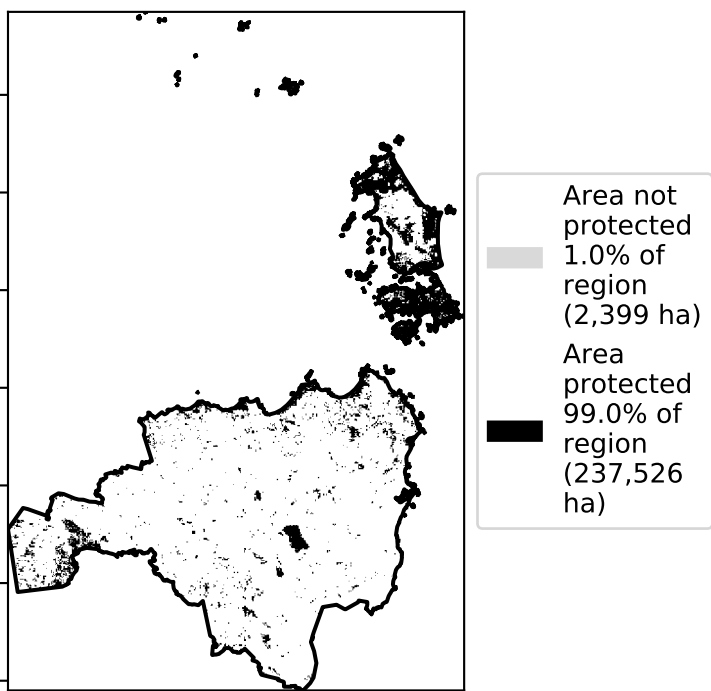 Area not
protected
1.0% of
region
(2,399 ha)
Area
protected
99.0% of
region
(237,526
ha)